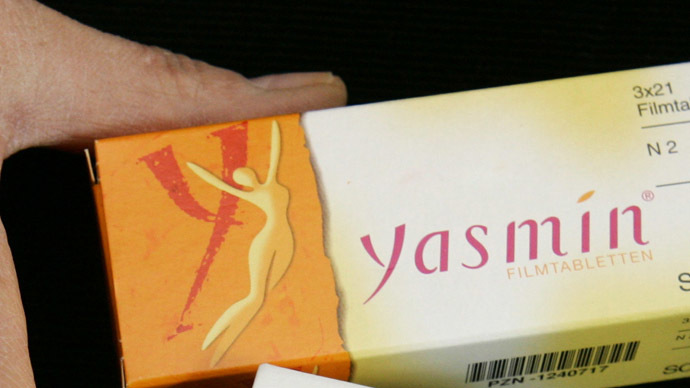 3x21
N 2
yasmin®
FILMTABLETTEN
PZN -1240717